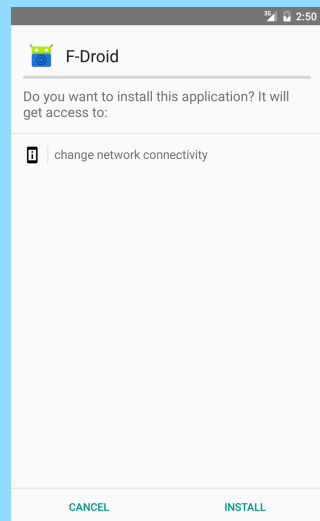 3G 2:50
F-Droid
Do you want to install this application? It will
get access to:
change network connectivity
CANCEL INSTALL